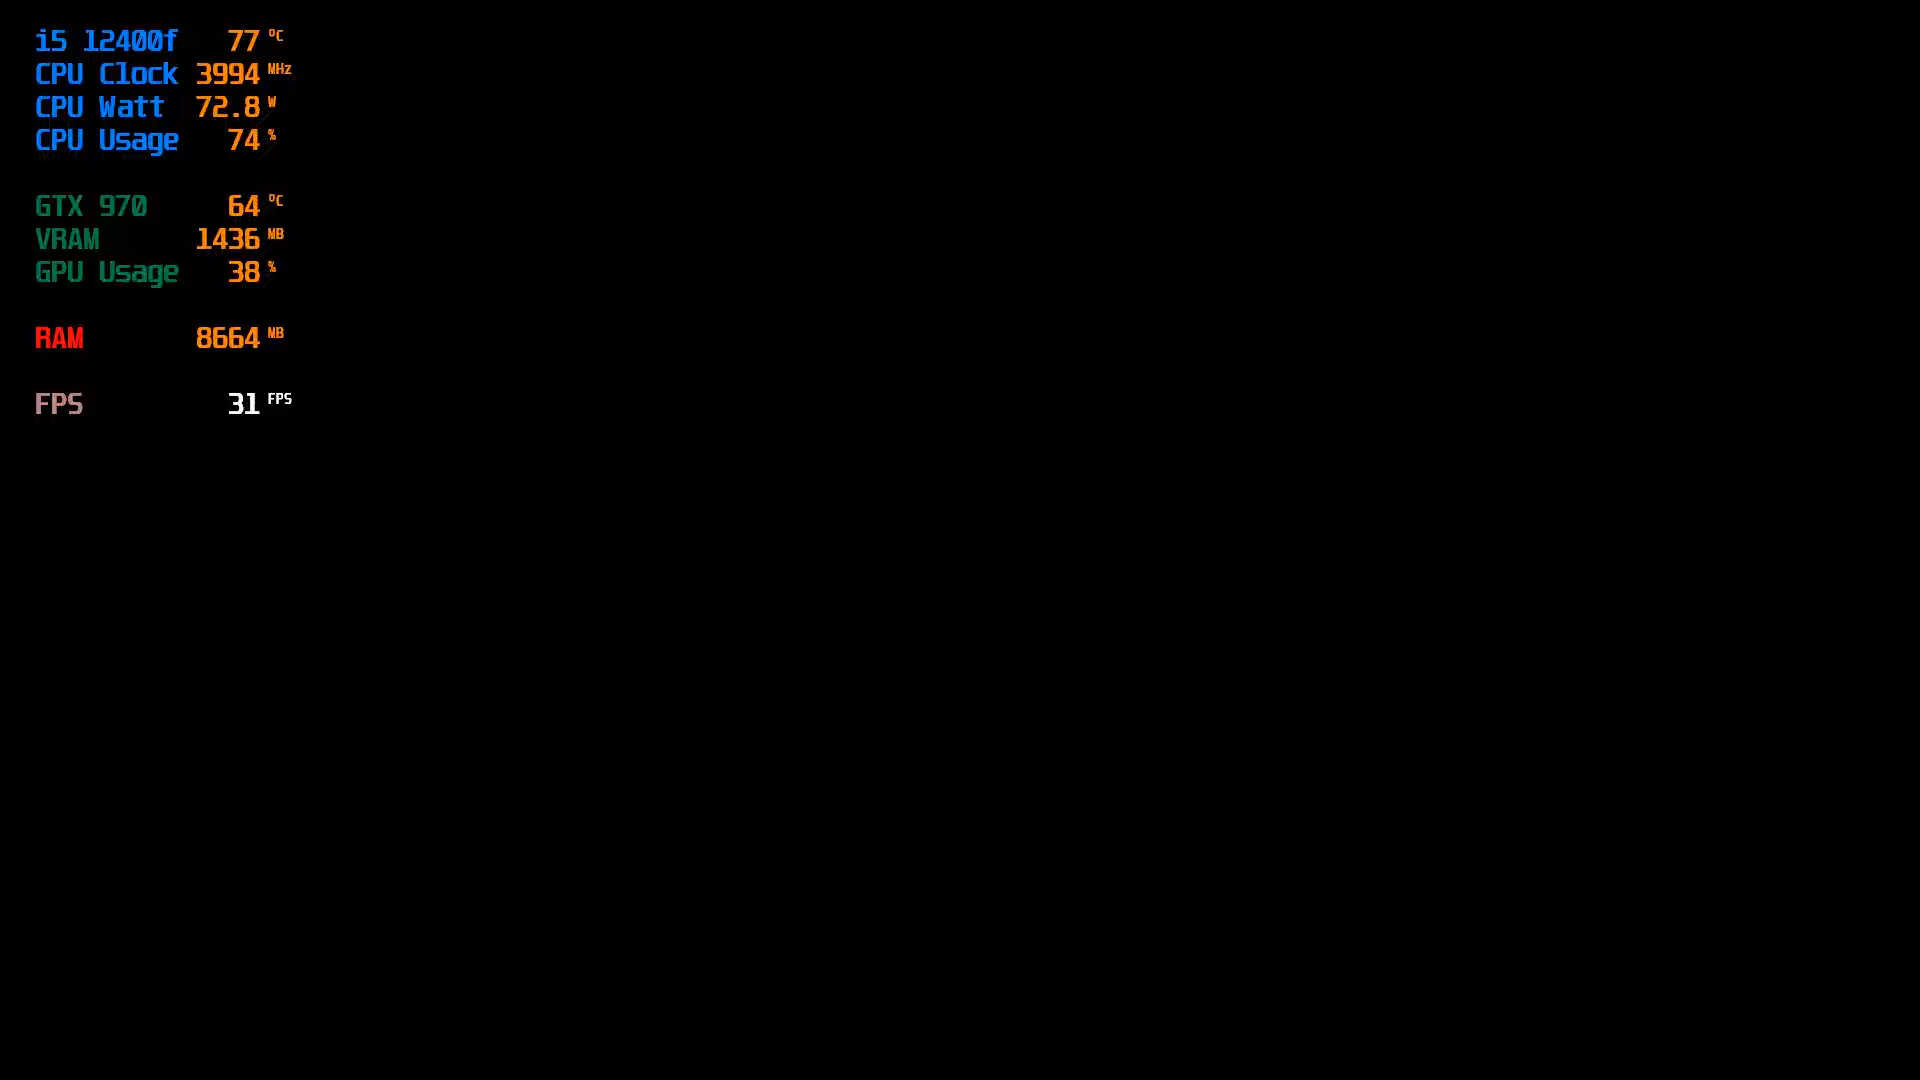 i5 12400f 77 °C
CPU Clock 3994 MHz
CPU Watt 72.8 W
CPU Usage 74 %
GTX 970 64 °C
VRAM 1436 MB
GPU Usage 38 %
RAM 8664 MB
FPS 31 FPS